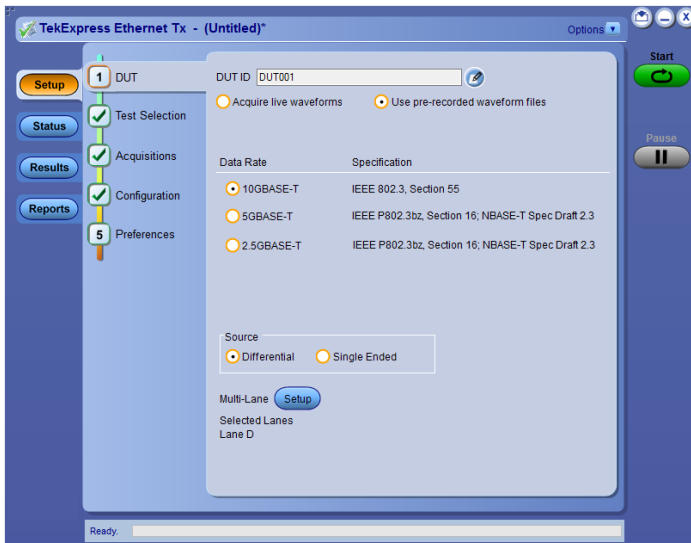 TekExpress Ethernet Tx - (Untitled)*
Options
Start
Pause
Setup
Status
Results
Reports
1 DUT
Test Selection
Acquisitions
Configuration
5 Preferences
DUT ID DUT001
Acquire live waveforms Use pre-recorded waveform files
Data Rate Specification
10GBASE-T IEEE 802.3, Section 55
5GBASE-T IEEE P802.3bz, Section 16; NBASE-T Spec Draft 2.3
2.5GBASE-T IEEE P802.3bz, Section 16; NBASE-T Spec Draft 2.3
Source
Differential Single Ended
Multi-Lane Setup
Selected Lanes
Lane D
Ready.